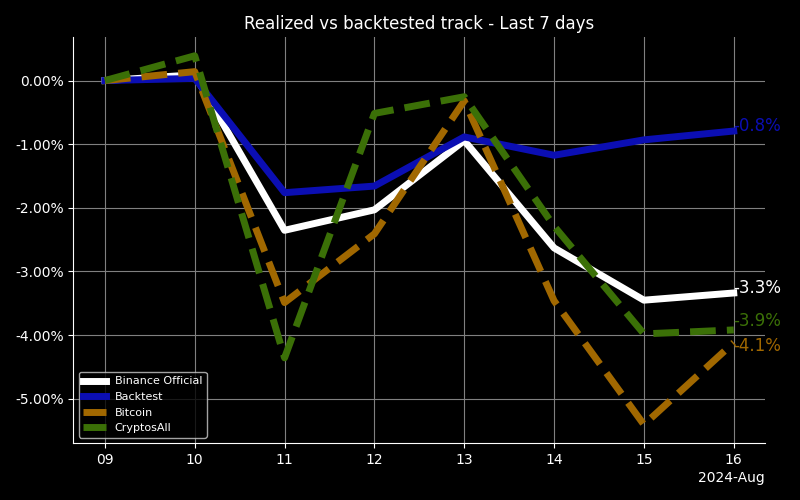 Realized vs backtested track - Last 7 days
0.00%
-1.00%
-2.00%
-3.00%
-4.00%
-5.00%
-0.8%
-3.3%
-3.9%
-4.1%
Binance Official
Backtest
Bitcoin
CryptosAll
09 10 11 12 13 14 15 16
2024-Aug